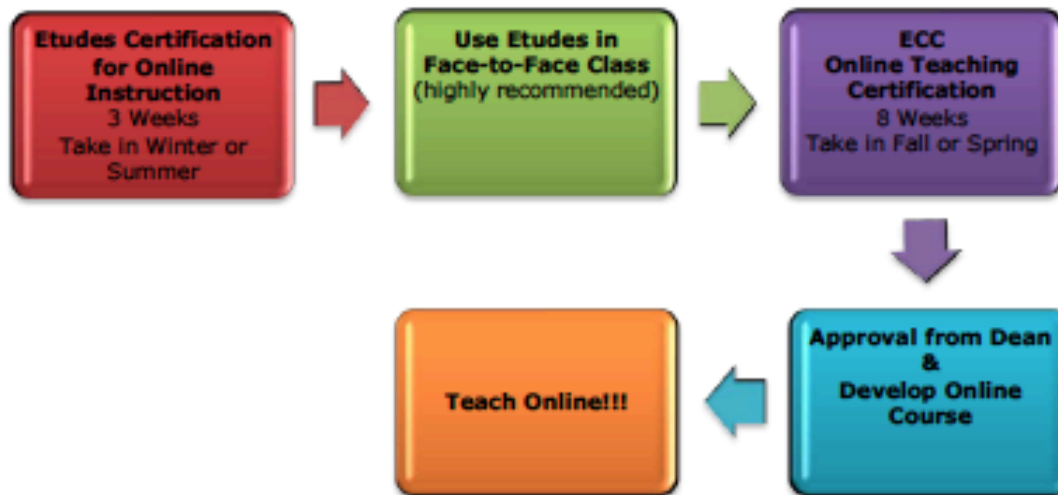 Etudes Certification
for Online
Instruction
3 Weeks
Take in Winter or
Summer
Use Etudes in
Face-to-Face Class
(highly recommended)
ECC
Online Teaching
Certification
8 Weeks
Take in Fall or Spring
Approval from Dean
&
Develop Online
Course
Teach Online!!!